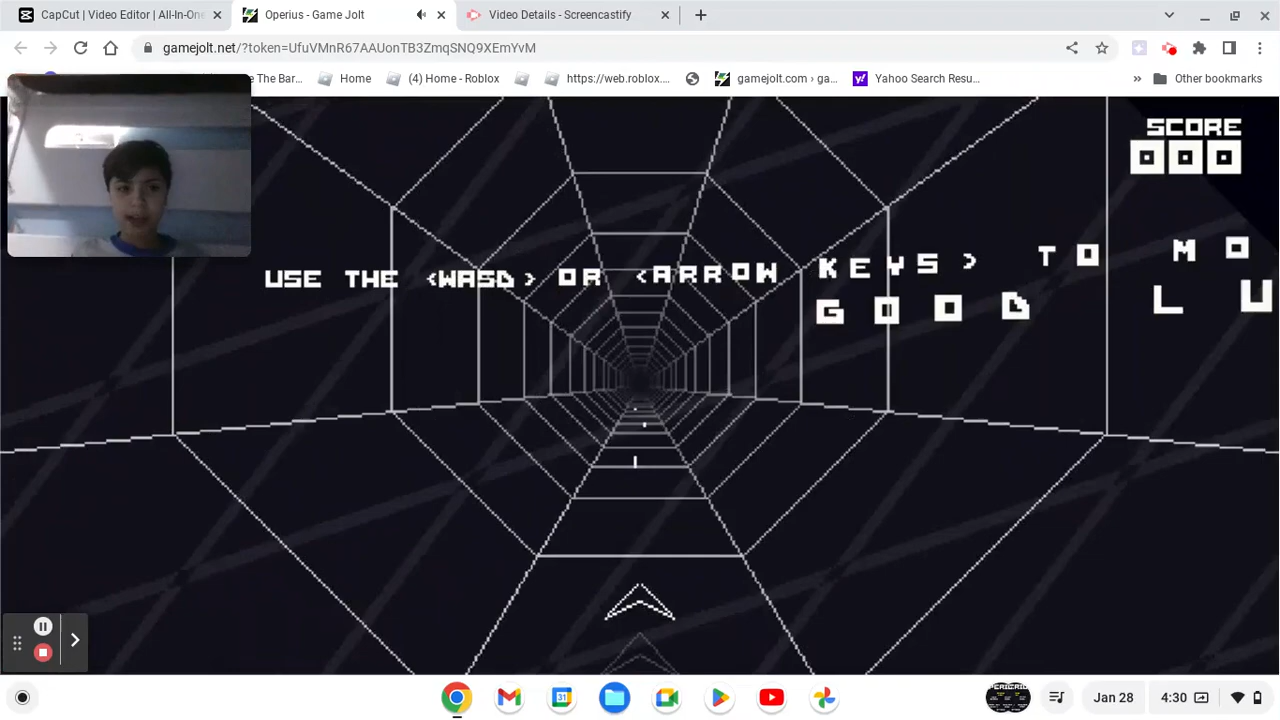 CapCut | Video Editor | All-In-One
Operius - Game Jolt
Video Details - Screencastify
gamejolt.net/?token=UfuVMnR67AAUonTB3ZmqSNQ9XEmYvM
The Bar...
Home
(4) Home - Roblox
https://web.roblox....
gamejolt.com › ga...
Yahoo Search Resu...
»
Other bookmarks
SCORE
000
USE THE <WASD> OR <ARROW KEYS> TO MO
GOOD LU
Jan 28
4:30